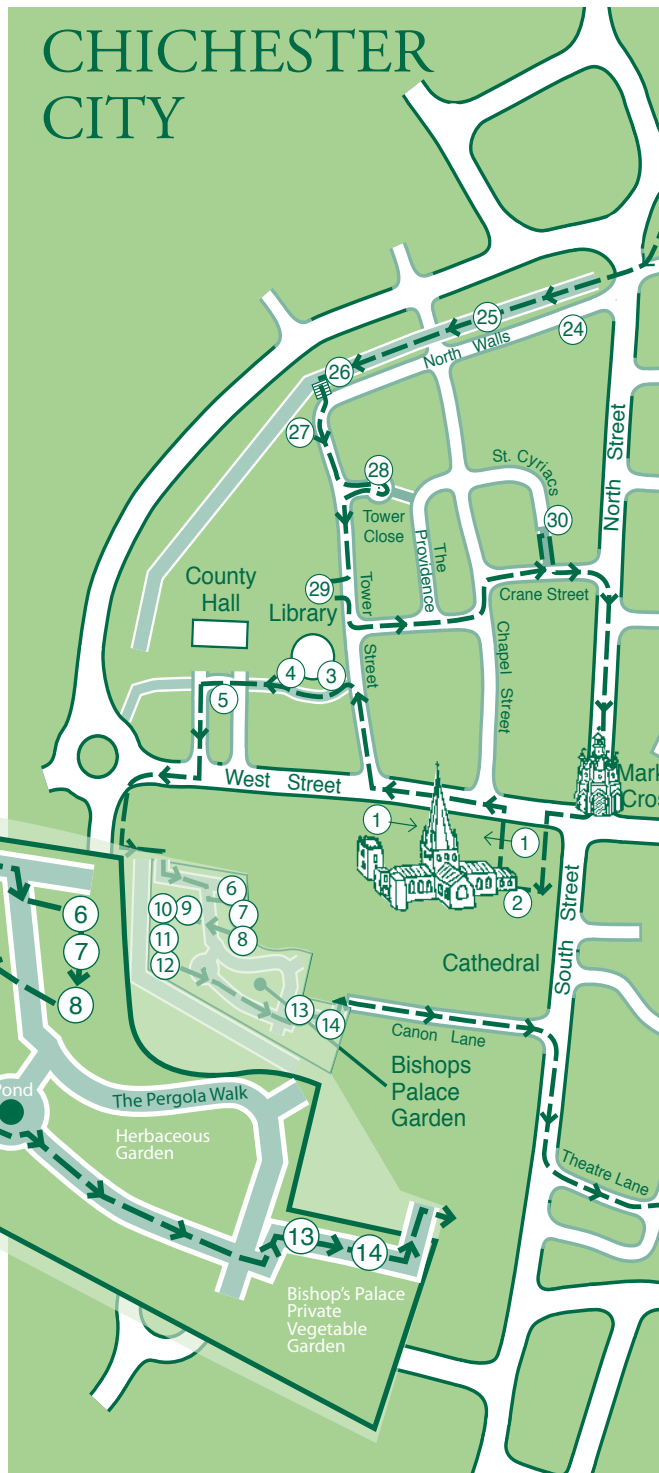 CHICHESTER
CITY
25
24
North Walls
26
27
28
St. Cyriacs
North Street
30
Tower
Close
The
Providence
County
Hall
29
Library
Tower
Street
Crane Street
Chapel Street
4
3
5
West Street
Mark
Cros
1
1
2
6
7
8
10
9
11
12
6
7
8
Cathedral
South Street
13
14
Canon Lane
Bishops
Palace
Garden
Pond
The Pergola Walk
Herbaceous
Garden
Theatre Lane
13
14
Bishop's Palace
Private
Vegetable
Garden